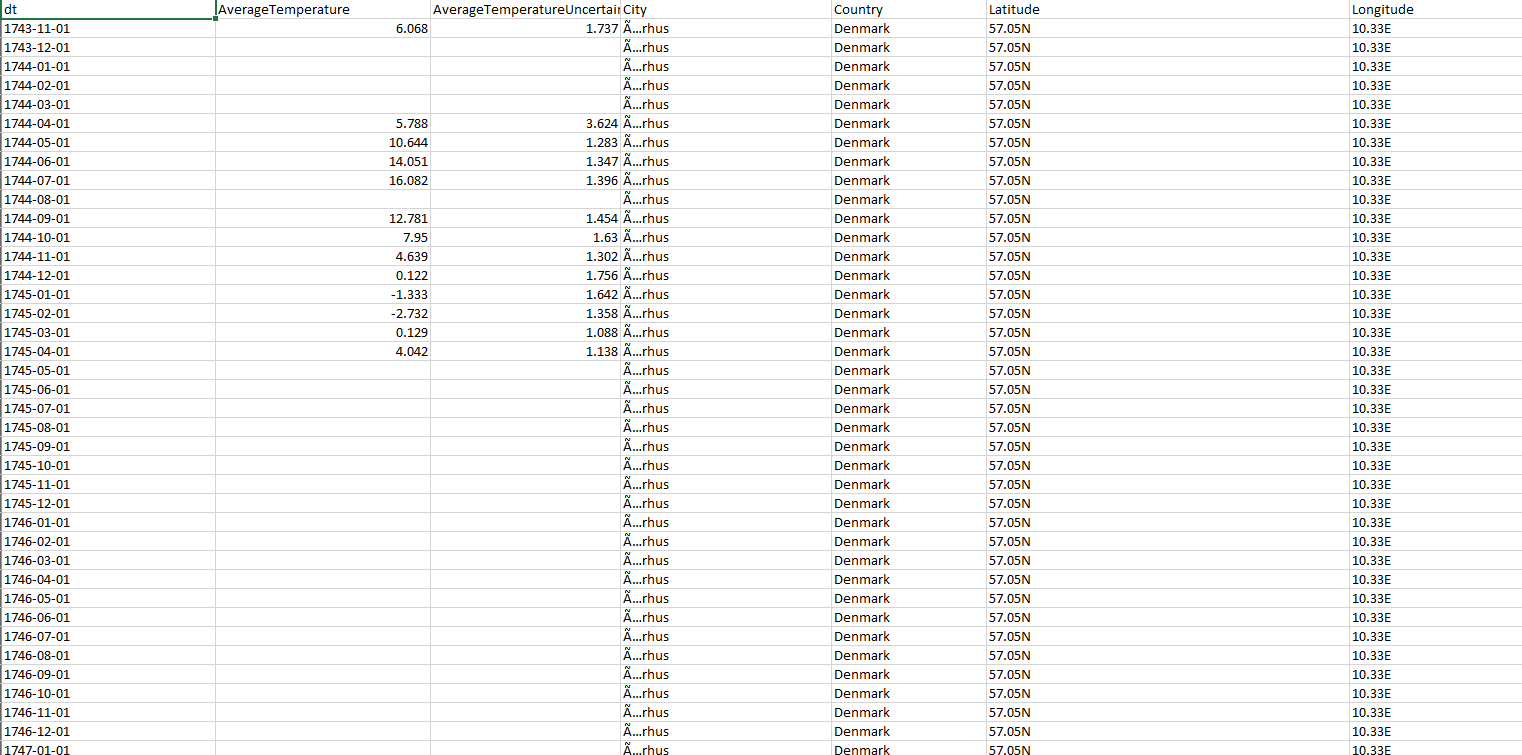 dt AverageTemperature AverageTemperatureUncertai City Country Latitude Longitude
1743-11-01 6.068 1.737 Ã…rhus Denmark 57.05N 10.33E
1743-12-01 Ã…rhus Denmark 57.05N 10.33E
1744-01-01 Ã…rhus Denmark 57.05N 10.33E
1744-02-01 Ã…rhus Denmark 57.05N 10.33E
1744-03-01 Ã…rhus Denmark 57.05N 10.33E
1744-04-01 5.788 3.624 Ã…rhus Denmark 57.05N 10.33E
1744-05-01 10.644 1.283 Ã…rhus Denmark 57.05N 10.33E
1744-06-01 14.051 1.347 Ã…rhus Denmark 57.05N 10.33E
1744-07-01 16.082 1.396 Ã…rhus Denmark 57.05N 10.33E
1744-08-01 Ã…rhus Denmark 57.05N 10.33E
1744-09-01 12.781 1.454 Ã…rhus Denmark 57.05N 10.33E
1744-10-01 7.95 1.63 Ã…rhus Denmark 57.05N 10.33E
1744-11-01 4.639 1.302 Ã…rhus Denmark 57.05N 10.33E
1744-12-01 0.122 1.756 Ã…rhus Denmark 57.05N 10.33E
1745-01-01 -1.333 1.642 Ã…rhus Denmark 57.05N 10.33E
1745-02-01 -2.732 1.358 Ã…rhus Denmark 57.05N 10.33E
1745-03-01 0.129 1.088 Ã…rhus Denmark 57.05N 10.33E
1745-04-01 4.042 1.138 Ã…rhus Denmark 57.05N 10.33E
1745-05-01 Ã…rhus Denmark 57.05N 10.33E
1745-06-01 Ã…rhus Denmark 57.05N 10.33E
1745-07-01 Ã…rhus Denmark 57.05N 10.33E
1745-08-01 Ã…rhus Denmark 57.05N 10.33E
1745-09-01 Ã…rhus Denmark 57.05N 10.33E
1745-10-01 Ã…rhus Denmark 57.05N 10.33E
1745-11-01 Ã…rhus Denmark 57.05N 10.33E
1745-12-01 Ã…rhus Denmark 57.05N 10.33E
1746-01-01 Ã…rhus Denmark 57.05N 10.33E
1746-02-01 Ã…rhus Denmark 57.05N 10.33E
1746-03-01 Ã…rhus Denmark 57.05N 10.33E
1746-04-01 Ã…rhus Denmark 57.05N 10.33E
1746-05-01 Ã…rhus Denmark 57.05N 10.33E
1746-06-01 Ã…rhus Denmark 57.05N 10.33E
1746-07-01 Ã…rhus Denmark 57.05N 10.33E
1746-08-01 Ã…rhus Denmark 57.05N 10.33E
1746-09-01 Ã…rhus Denmark 57.05N 10.33E
1746-10-01 Ã…rhus Denmark 57.05N 10.33E
1746-11-01 Ã…rhus Denmark 57.05N 10.33E
1746-12-01 Ã…rhus Denmark 57.05N 10.33E
1747-01-01 Ã…rhus Denmark 57.05N 10.33E